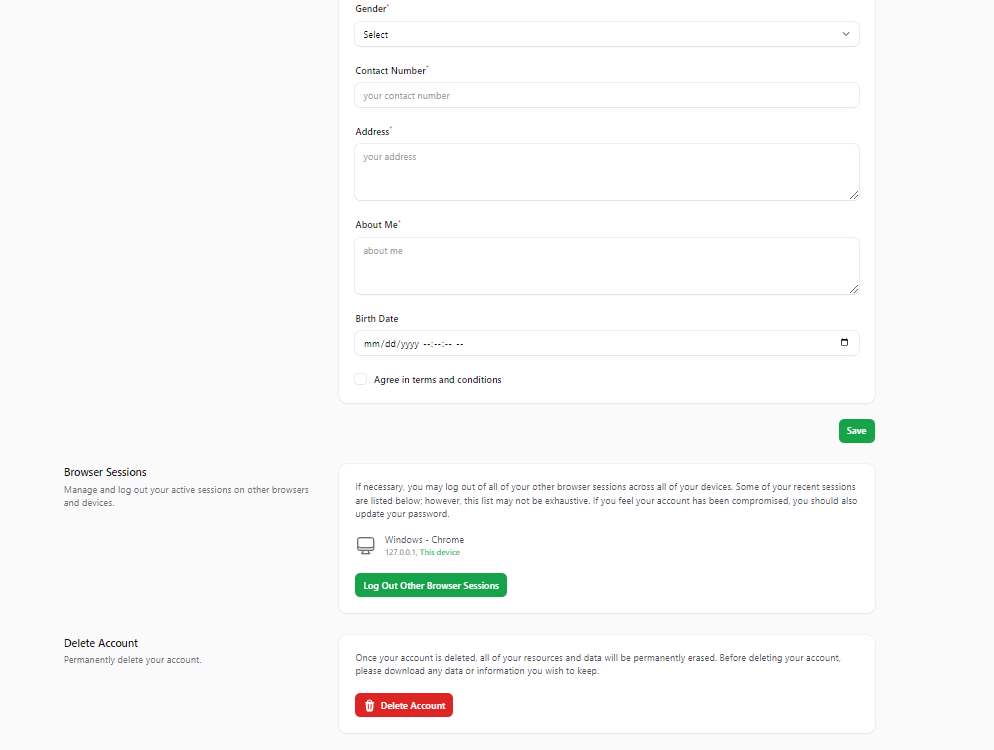 Gender*
Select
Contact Number*
your contact number
Address*
your address
About Me*
about me
Birth Date
mm/dd/yyyy --:--:-- --
Agree in terms and conditions
Save
Browser Sessions
Manage and log out your active sessions on other browsers
and devices.
If necessary, you may log out of all of your other browser sessions across all of your devices. Some of your recent sessions
are listed below; however, this list may not be exhaustive. If you feel your account has been compromised, you should also
update your password.
Windows - Chrome
127.0.0.1, This device
Log Out Other Browser Sessions
Delete Account
Permanently delete your account.
Once your account is deleted, all of your resources and data will be permanently erased. Before deleting your account,
please download any data or information you wish to keep.
Delete Account